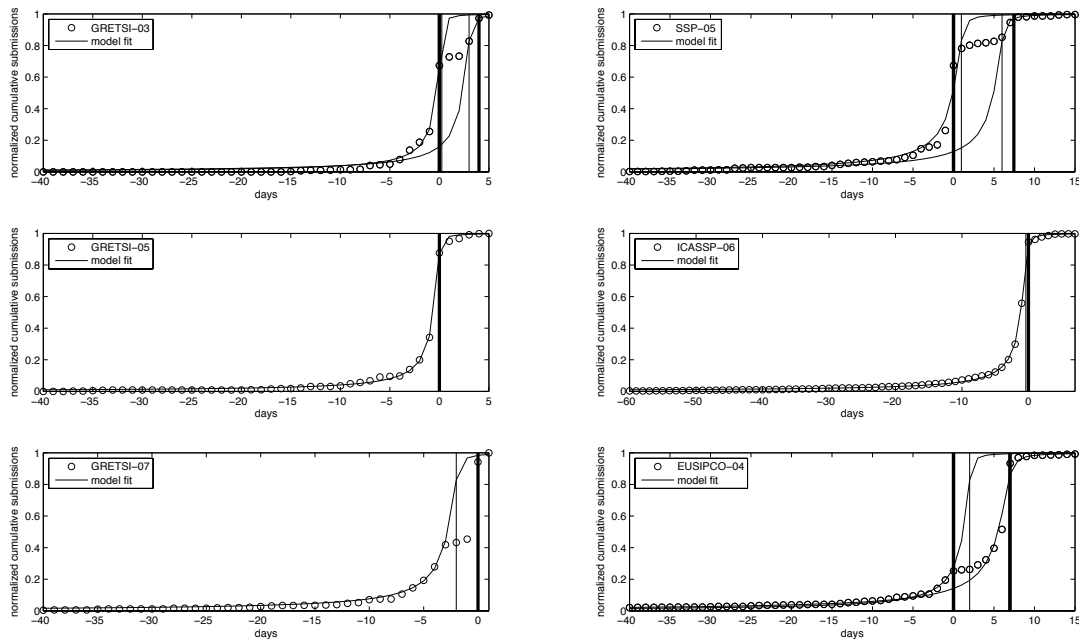 normalized cumulative submissions
GRETSI−03
model fit
1
0.8
0.6
0.4
0.2
0
−40 −35 −30 −25 −20 −15 −10 −5 0 5
days
normalized cumulative submissions
SSP−05
model fit
1
0.8
0.6
0.4
0.2
0
−40 −35 −30 −25 −20 −15 −10 −5 0 5 10 15
days
normalized cumulative submissions
GRETSI−05
model fit
1
0.8
0.6
0.4
0.2
0
−40 −35 −30 −25 −20 −15 −10 −5 0 5
days
normalized cumulative submissions
ICASSP−06
model fit
1
0.8
0.6
0.4
0.2
0
−60 −50 −40 −30 −20 −10 0
days
normalized cumulative submissions
GRETSI−07
model fit
1
0.8
0.6
0.4
0.2
0
−40 −35 −30 −25 −20 −15 −10 −5 0
days
normalized cumulative submissions
EUSIPCO−04
model fit
1
0.8
0.6
0.4
0.2
0
−40 −35 −30 −25 −20 −15 −10 −5 0 5 10 15
days